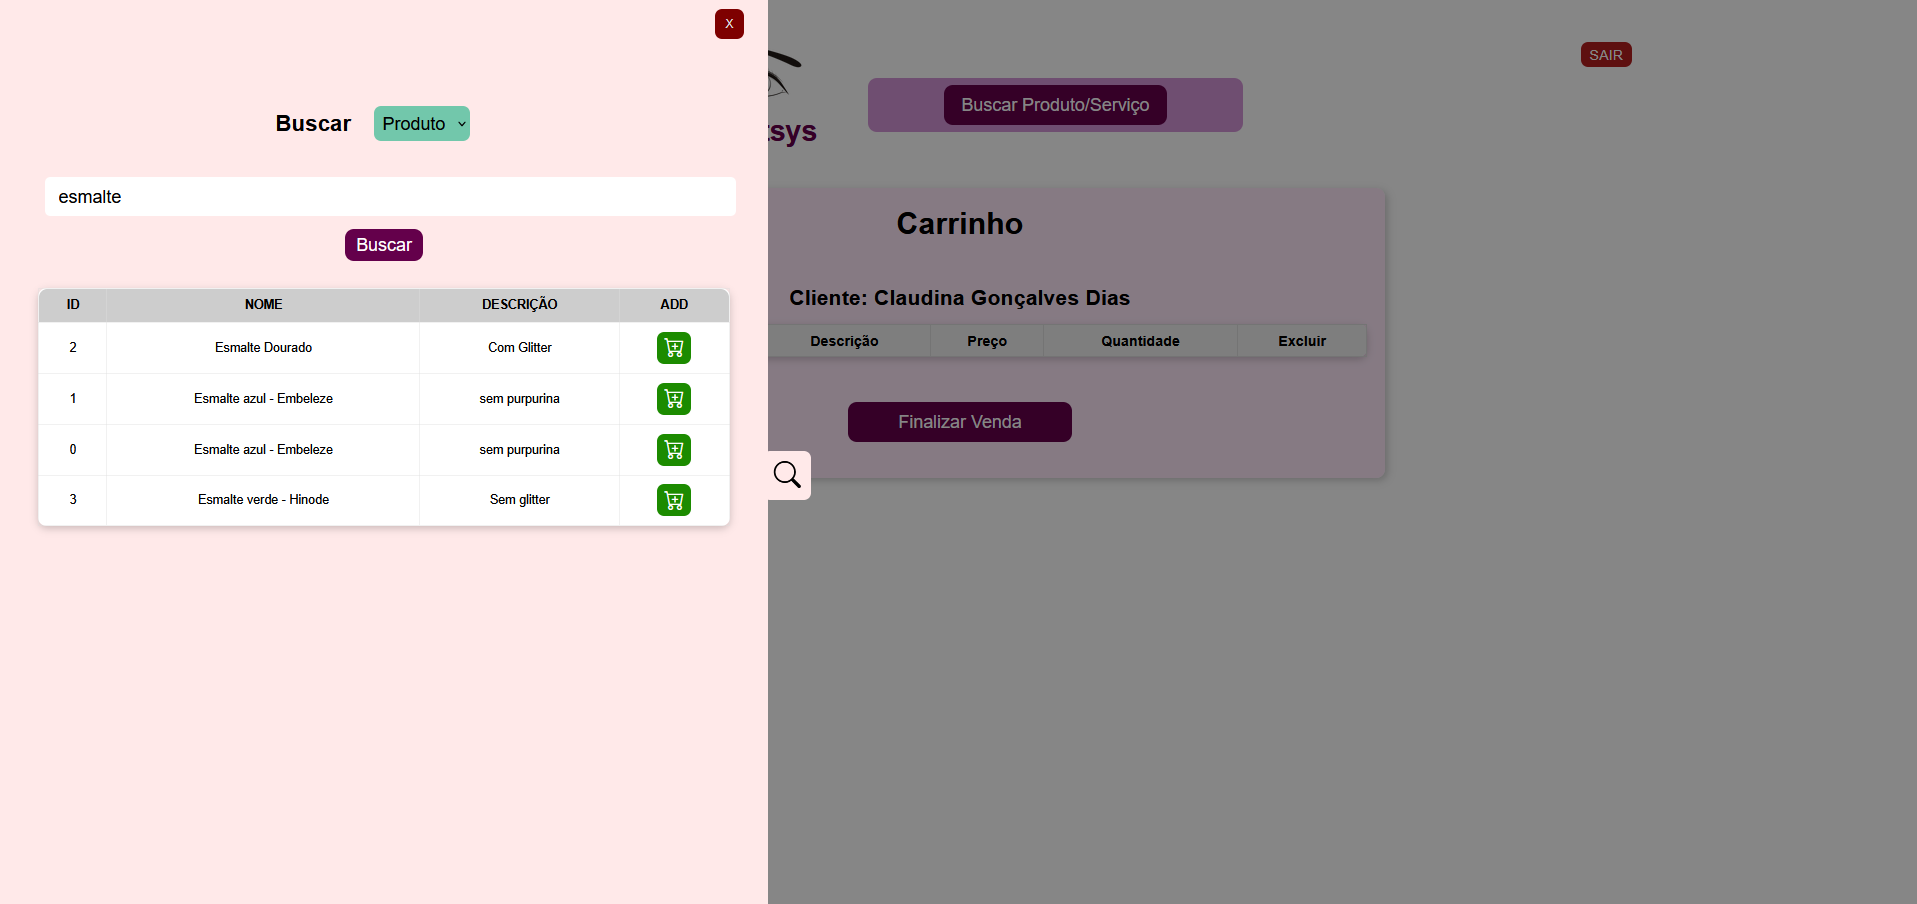 X
Buscar Produto
esmalte
Buscar
ID NOME DESCRIÇÃO ADD
2 Esmalte Dourado Com Glitter
1 Esmalte azul - Embeleze sem purpurina
0 Esmalte azul - Embeleze sem purpurina
3 Esmalte verde - Hinode Sem glitter
SAIR
Buscar Produto/Serviço
tsys
Carrinho
Cliente: Claudina Gonçalves Dias
Descrição Preço Quantidade Excluir
Finalizar Venda